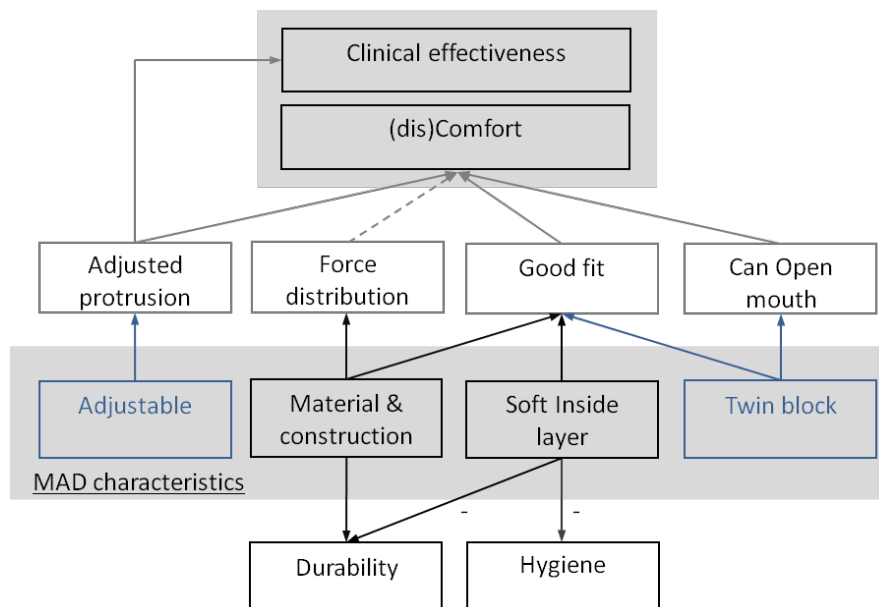 Clinical effectiveness
(dis)Comfort
Adjusted
protrusion
Force
distribution
Good fit
Can Open
mouth
Adjustable
Material &
construction
Soft Inside
layer
Twin block
MAD characteristics
-
-
Durability
Hygiene